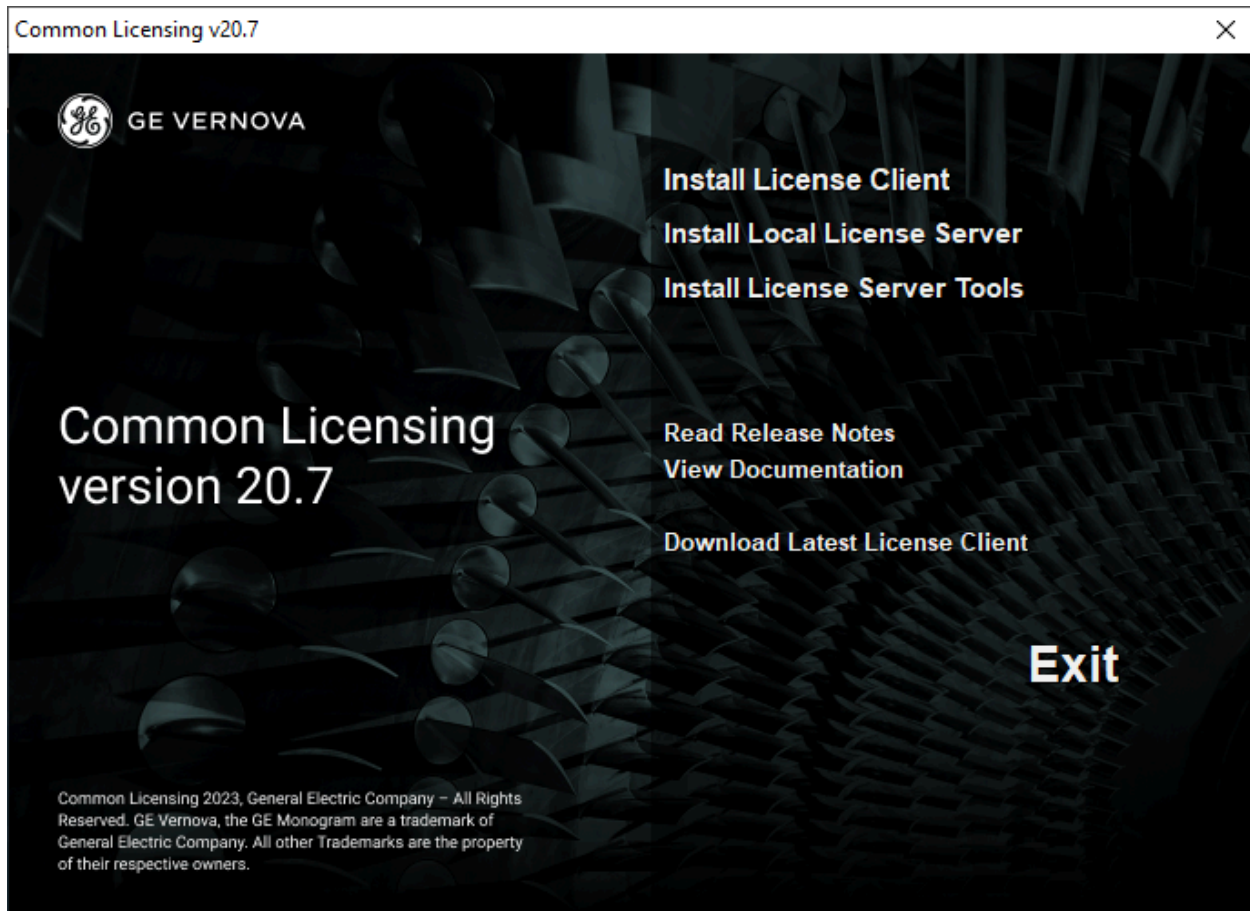 Common Licensing v20.7
GE VERNOVA
Install License Client
Install Local License Server
Install License Server Tools
Common Licensing
version 20.7
Read Release Notes
View Documentation
Download Latest License Client
Exit
Common Licensing 2023, General Electric Company – All Rights
Reserved. GE Vernova, the GE Monogram are a trademark of
General Electric Company. All other Trademarks are the property
of their respective owners.